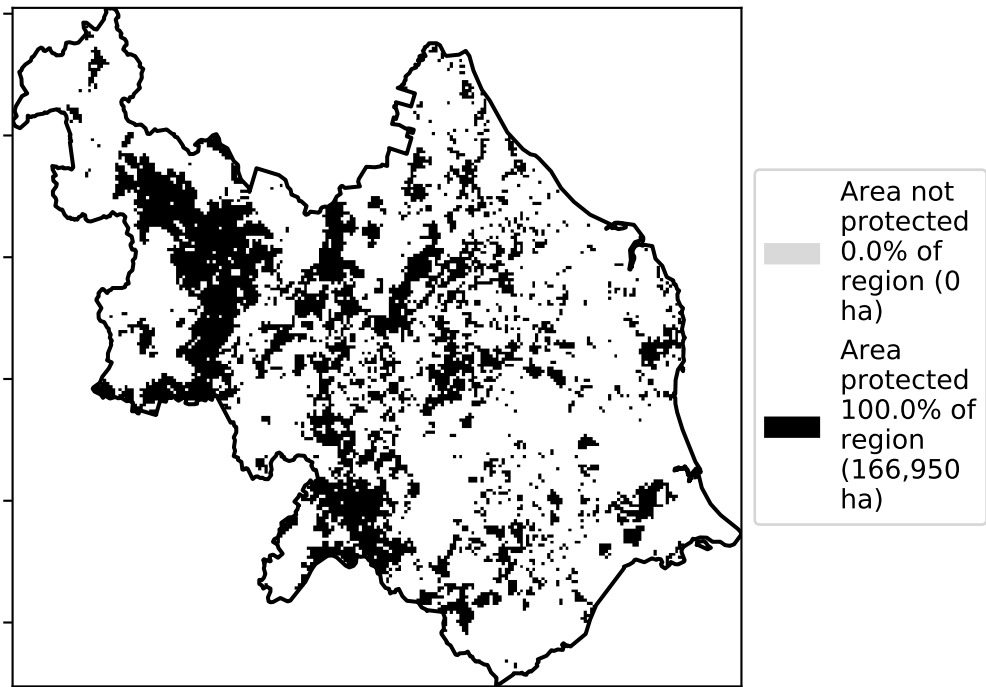 Area not
protected
0.0% of
region (0
ha)
Area
protected
100.0% of
region
(166,950
ha)